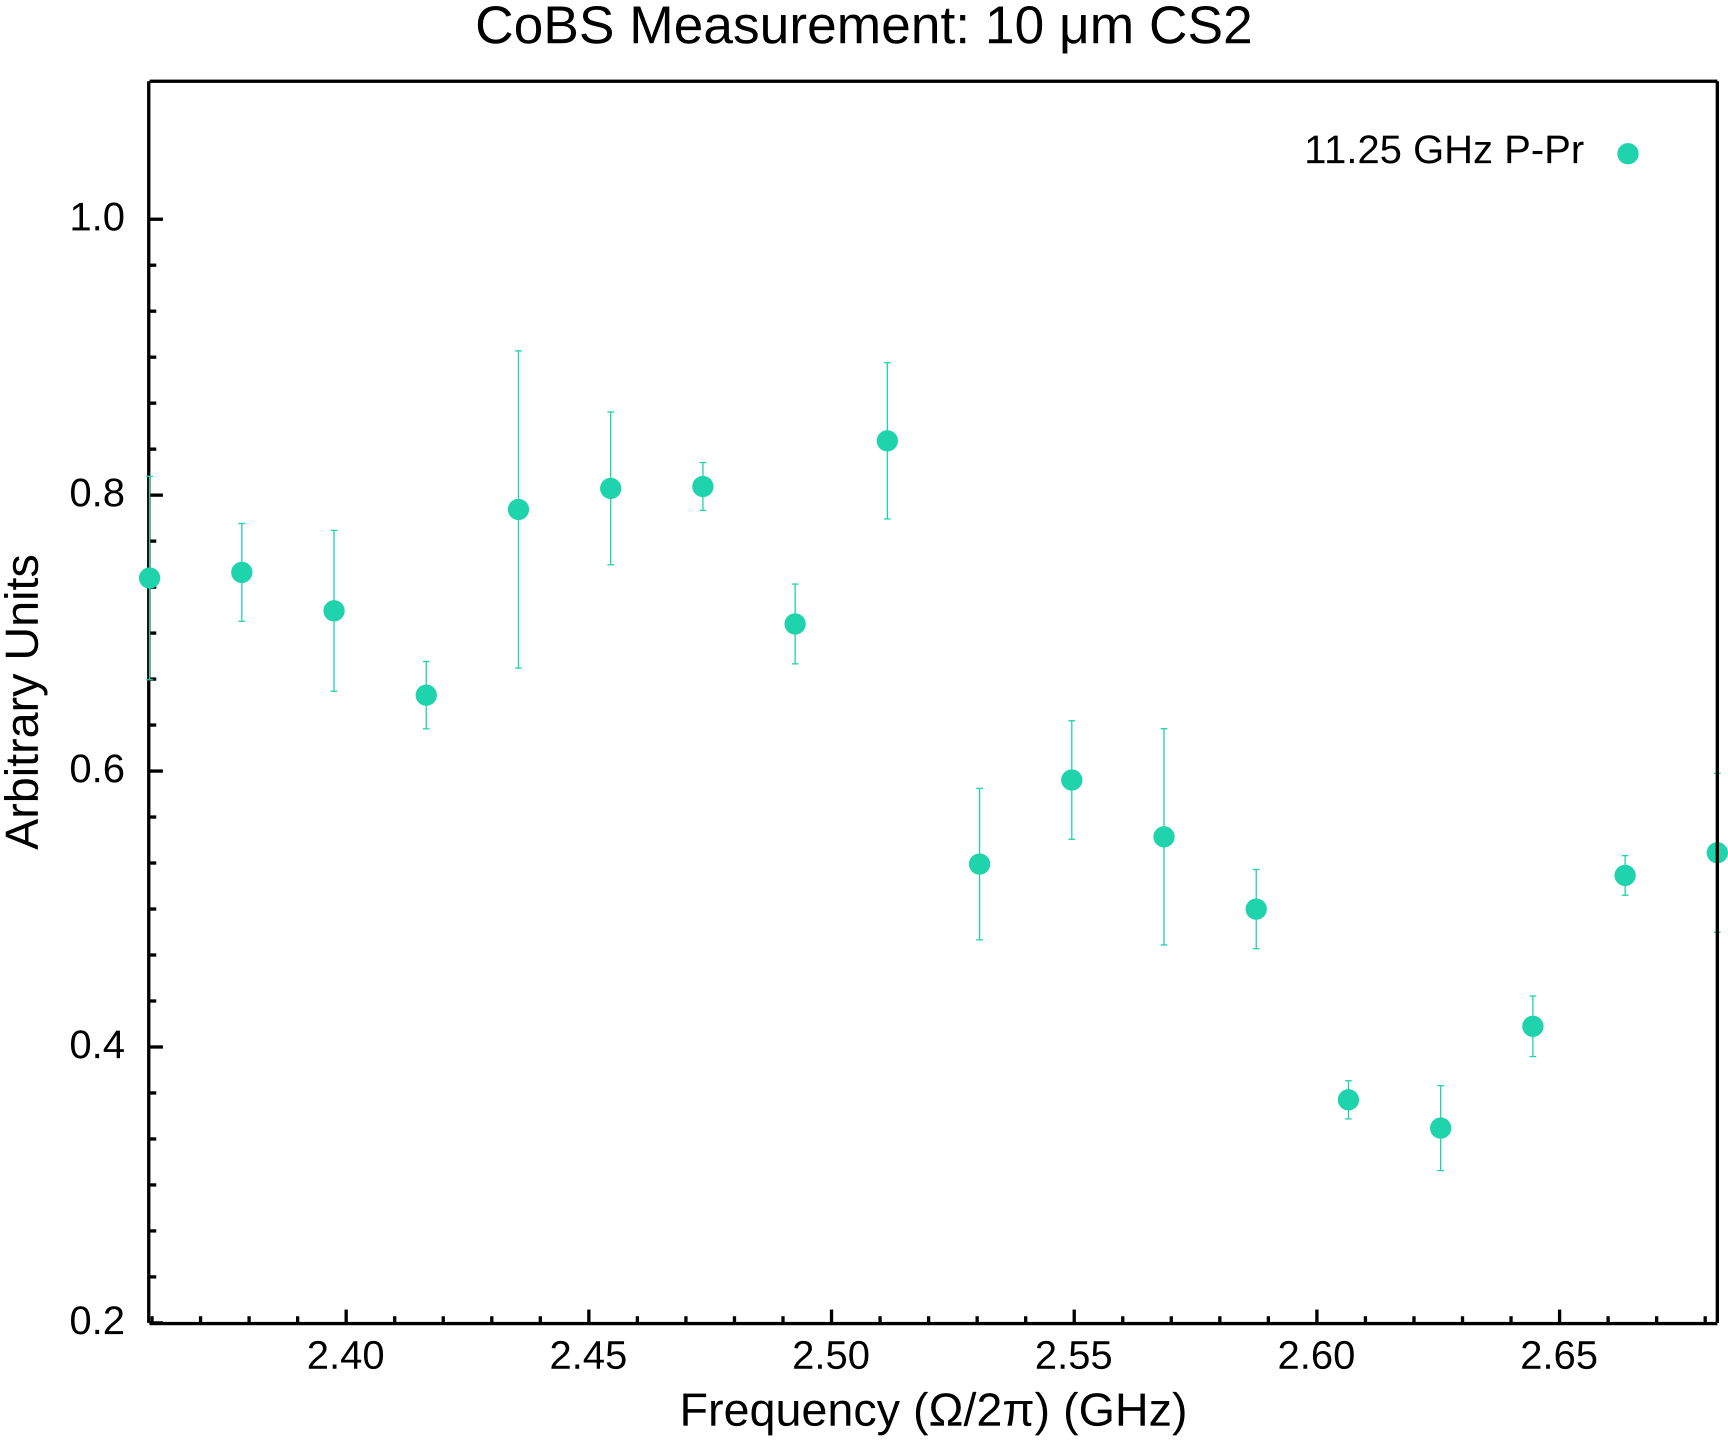 CoBS Measurement: 10 μm CS2
11.25 GHz P-Pr
1.0
0.8
0.6
0.4
0.2
Arbitrary Units
2.40 2.45 2.50 2.55 2.60 2.65
Frequency (Ω/2π) (GHz)